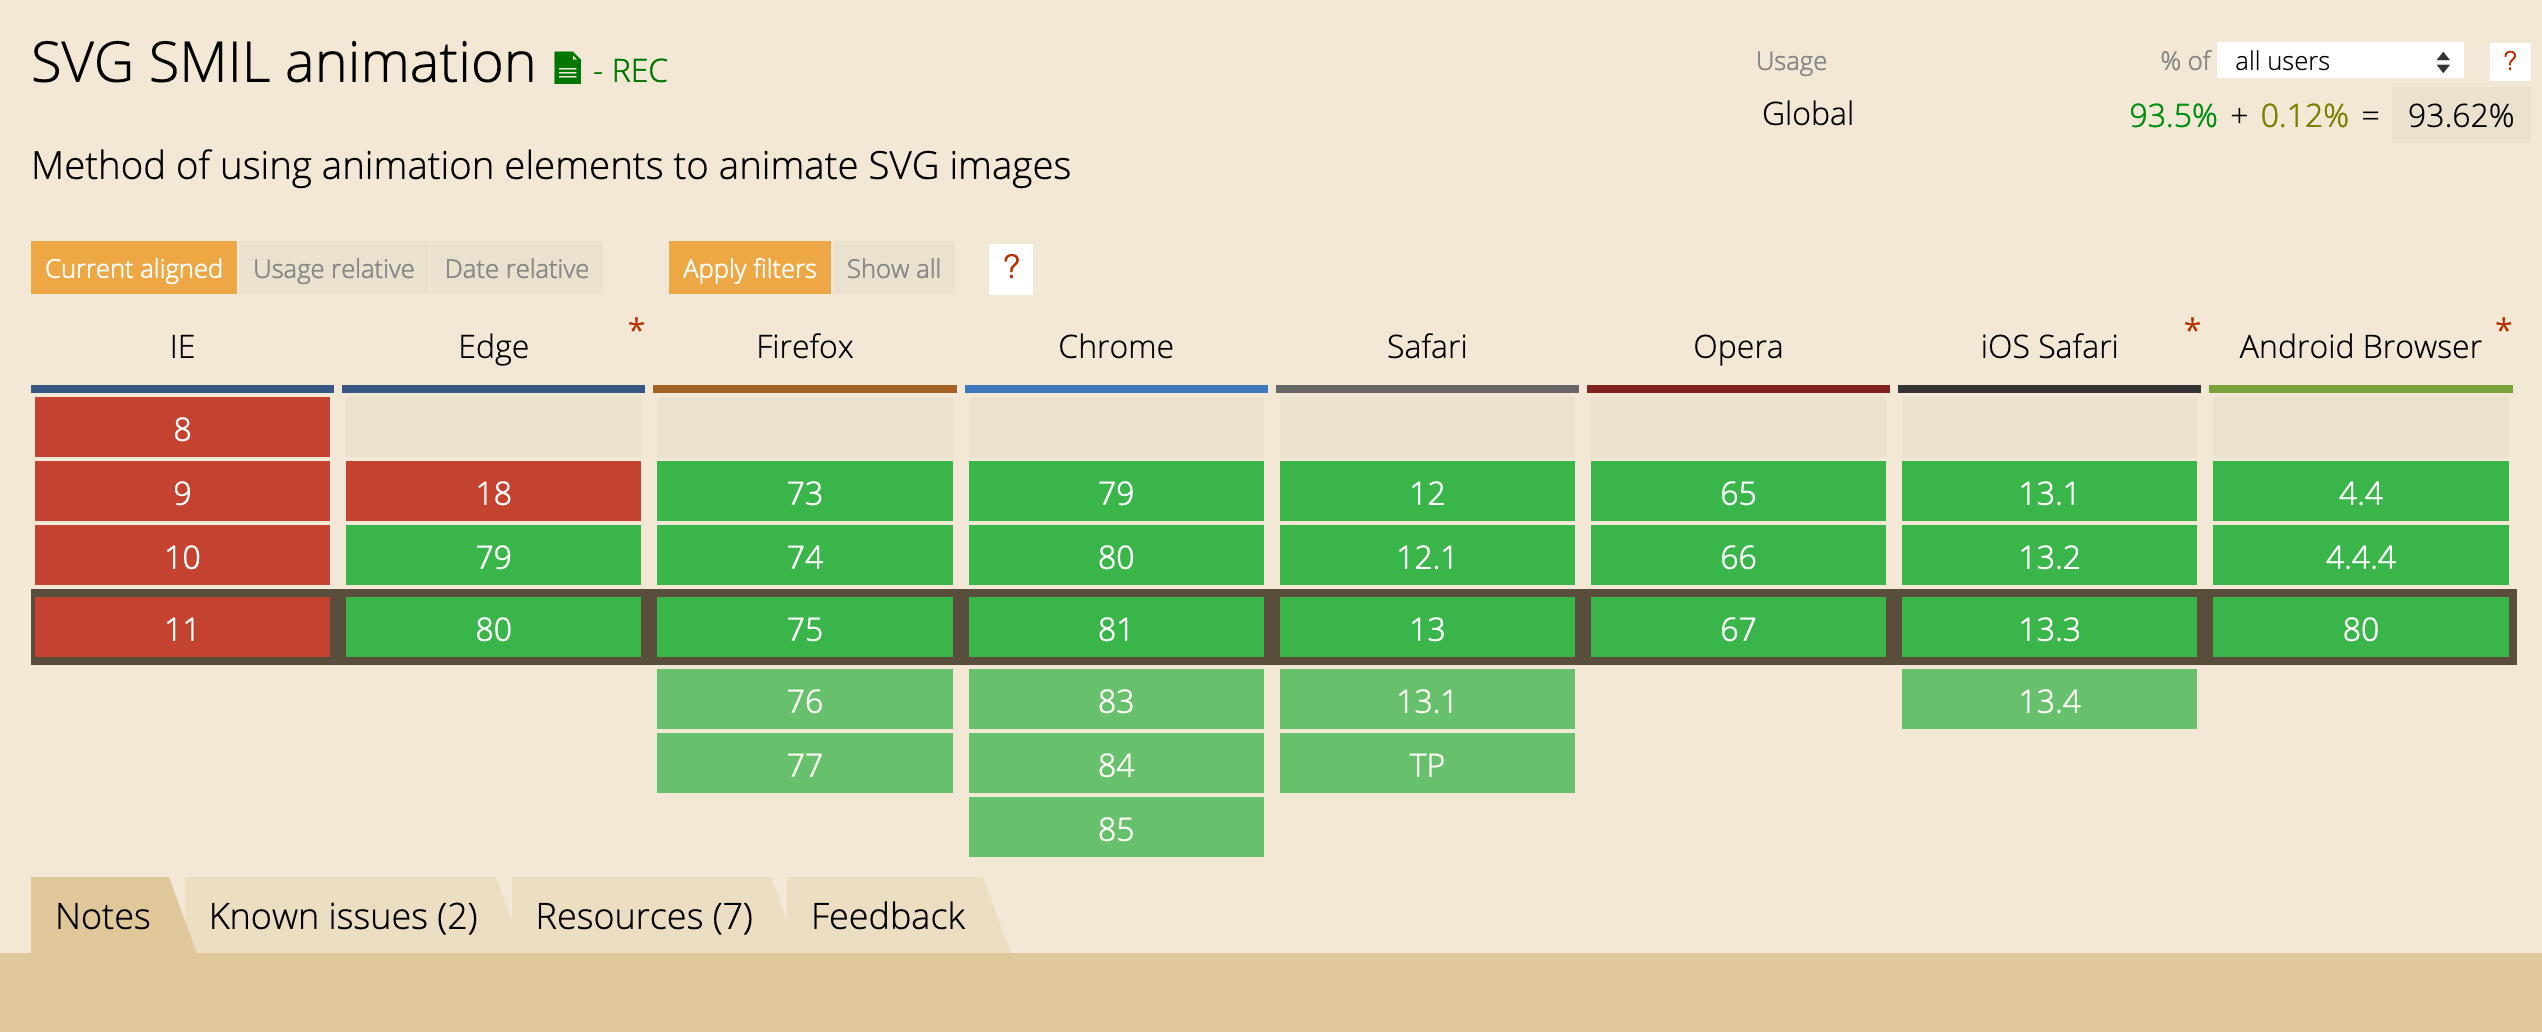 SVG SMIL animation - REC
Usage % of all users ?
Global 93.5% + 0.12% = 93.62%
Method of using animation elements to animate SVG images
Current aligned Usage relative Date relative Apply filters Show all ?
IE Edge * Firefox Chrome Safari Opera iOS Safari * Android Browser *
8
9 18 73 79 12 65 13.1 4.4
10 79 74 80 12.1 66 13.2 4.4.4
11 80 75 81 13 67 13.3 80
76 83 13.1 13.4
77 84 TP
85
Notes Known issues (2) Resources (7) Feedback